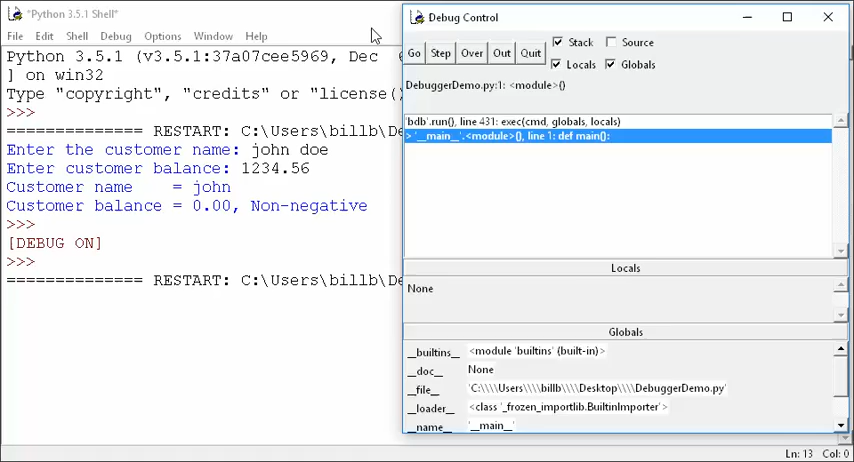 *Python 3.5.1 Shell*
File Edit Shell Debug Options Window Help
Python 3.5.1 (v3.5.1:37a07cee5969, Dec 6
] on win32
Type "copyright", "credits" or "license()
>>>
============== RESTART: C:\Users\billb\De
Enter the customer name: john doe
Enter customer balance: 1234.56
Customer name    = john
Customer balance = 0.00, Non-negative
>>>
[DEBUG ON]
>>>
============== RESTART: C:\Users\billb\De
Debug Control
Go Step Over Out Quit
Stack Source
Locals Globals
DebuggerDemo.py:1: <module>()
'bdb'.run(), line 431: exec(cmd, globals, locals)
> '__main__'.<module>(), line 1: def main():
Locals
None
Globals
__builtins__ <module 'builtins' (built-in)>
__doc__ None
__file__ 'C:\\\\Users\\\\billb\\\\Desktop\\\\DebuggerDemo.py'
__loader__ <class '_frozen_importlib.BuiltinImporter'>
__name__ '__main__'
Ln: 13 Col: 0